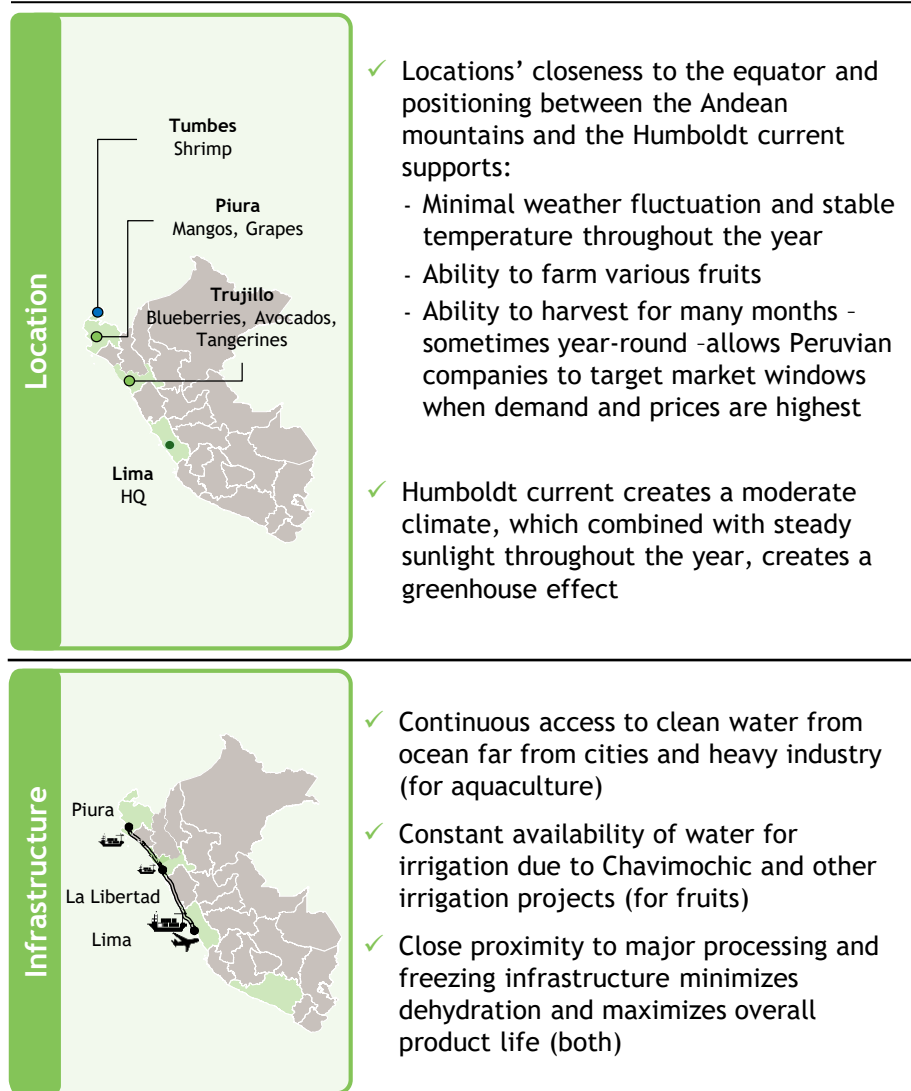 Location
Tumbes
Shrimp
Piura
Mangos, Grapes
Trujillo
Blueberries, Avocados,
Tangerines
Lima
HQ
✓ Locations’ closeness to the equator and
positioning between the Andean
mountains and the Humboldt current
supports:
- Minimal weather fluctuation and stable
temperature throughout the year
- Ability to farm various fruits
- Ability to harvest for many months –
sometimes year-round –allows Peruvian
companies to target market windows
when demand and prices are highest
✓ Humboldt current creates a moderate
climate, which combined with steady
sunlight throughout the year, creates a
greenhouse effect
Infrastructure
Piura
La Libertad
Lima
✓ Continuous access to clean water from
ocean far from cities and heavy industry
(for aquaculture)
✓ Constant availability of water for
irrigation due to Chavimochic and other
irrigation projects (for fruits)
✓ Close proximity to major processing and
freezing infrastructure minimizes
dehydration and maximizes overall
product life (both)